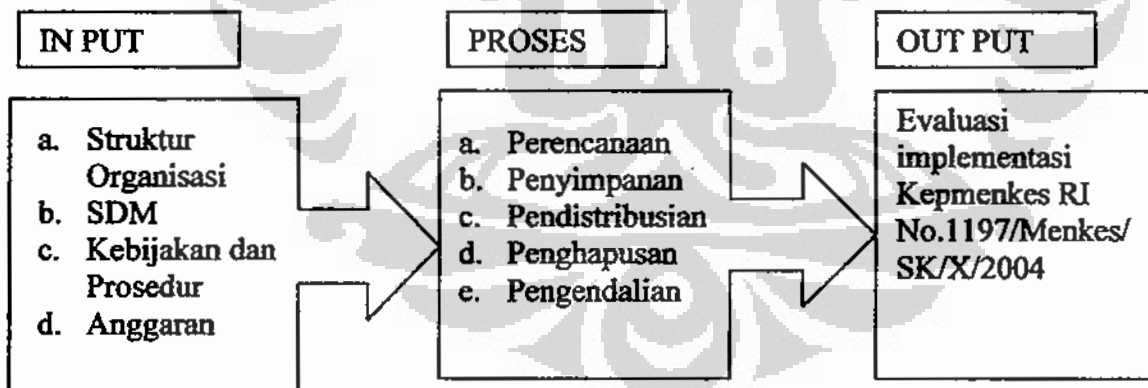 IN PUT
PROSES
OUT PUT
a. Struktur
Organisasi
b. SDM
c. Kebijakan dan
Prosedur
d. Anggaran
a. Perencanaan
b. Penyimpanan
c. Pendistribusian
d. Penghapusan
e. Pengendalian
Evaluasi
implementasi
Kepmenkes RI
No.1197/Menkes/
SK/X/2004